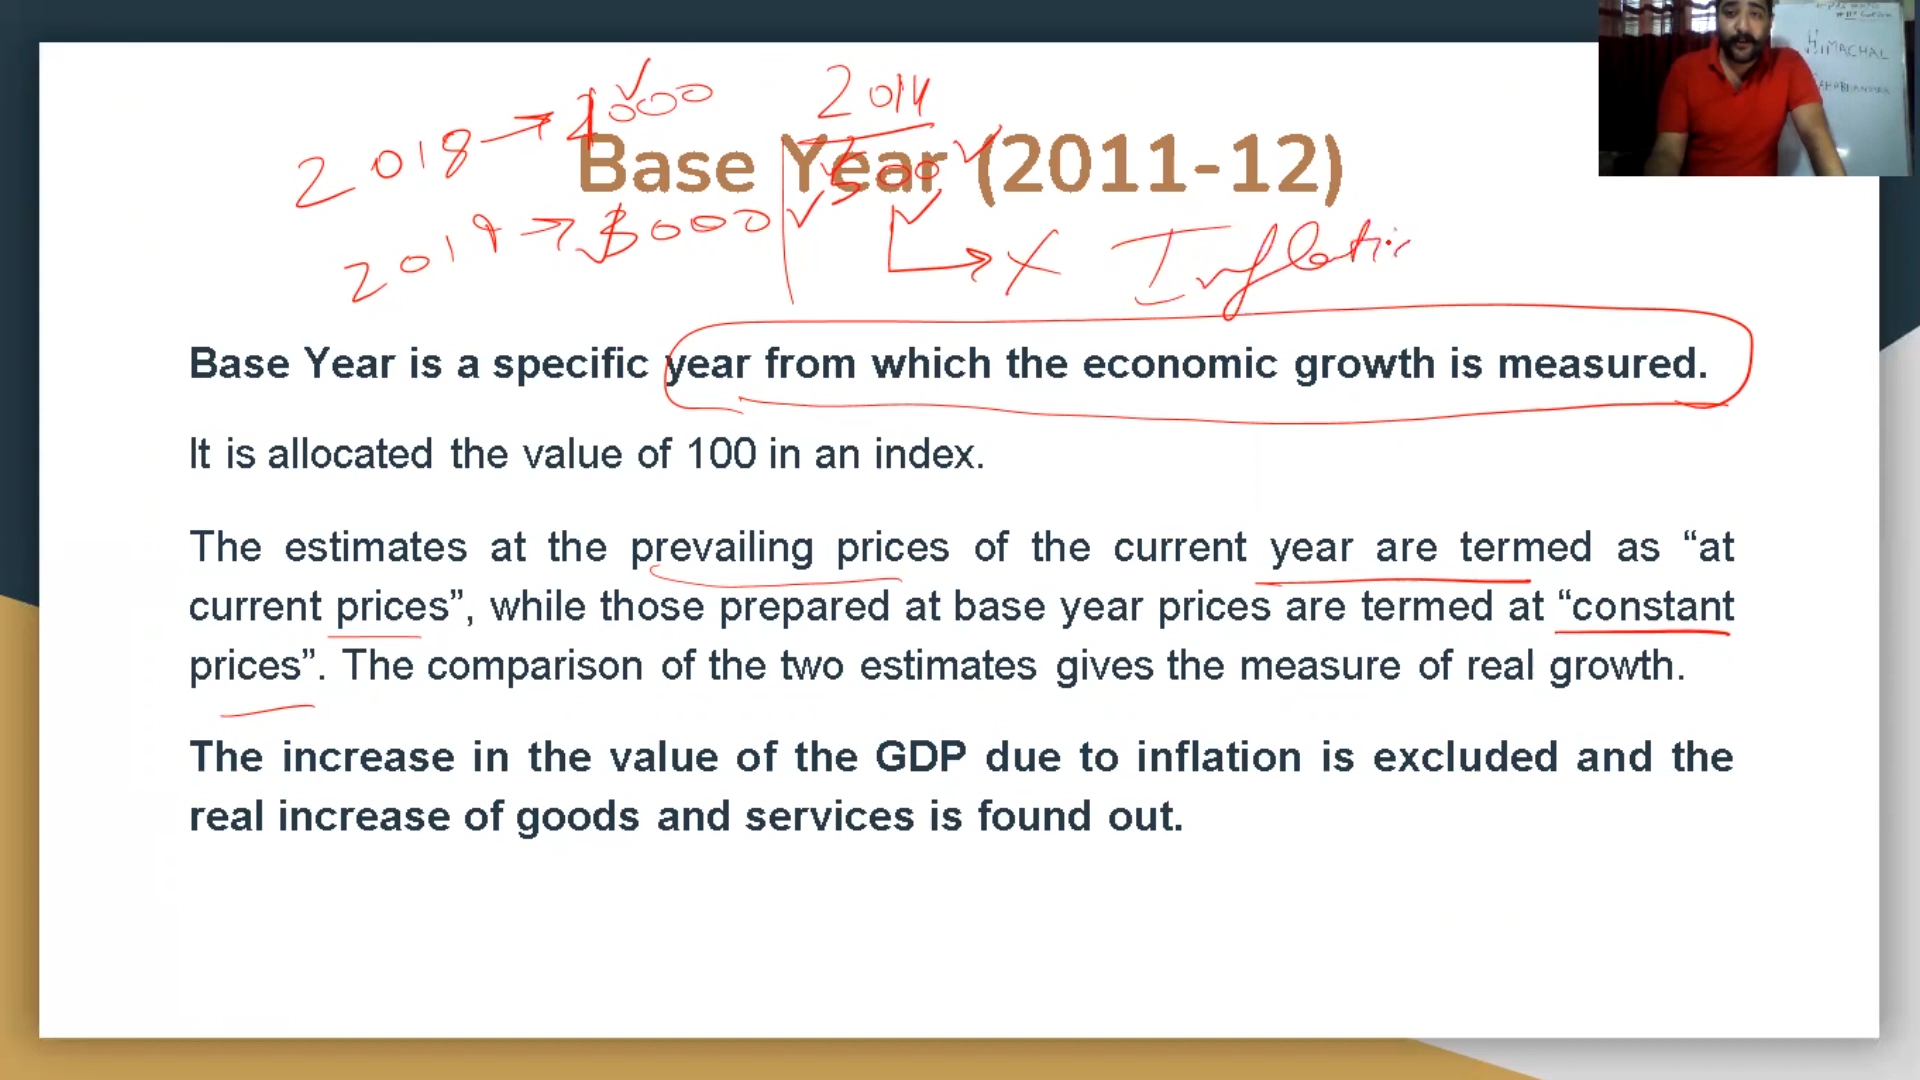 2014
Base Year (2011-12)
2018 →
000
500
Base Year is a specific year from which the economic growth is measured.
It is allocated the value of 100 in an index.
The estimates at the prevailing prices of the current year are termed as “at
current prices”, while those prepared at base year prices are termed at “constant
prices”. The comparison of the two estimates gives the measure of real growth.
The increase in the value of the GDP due to inflation is excluded and the
real increase of goods and services is found out.
HIMACHAL